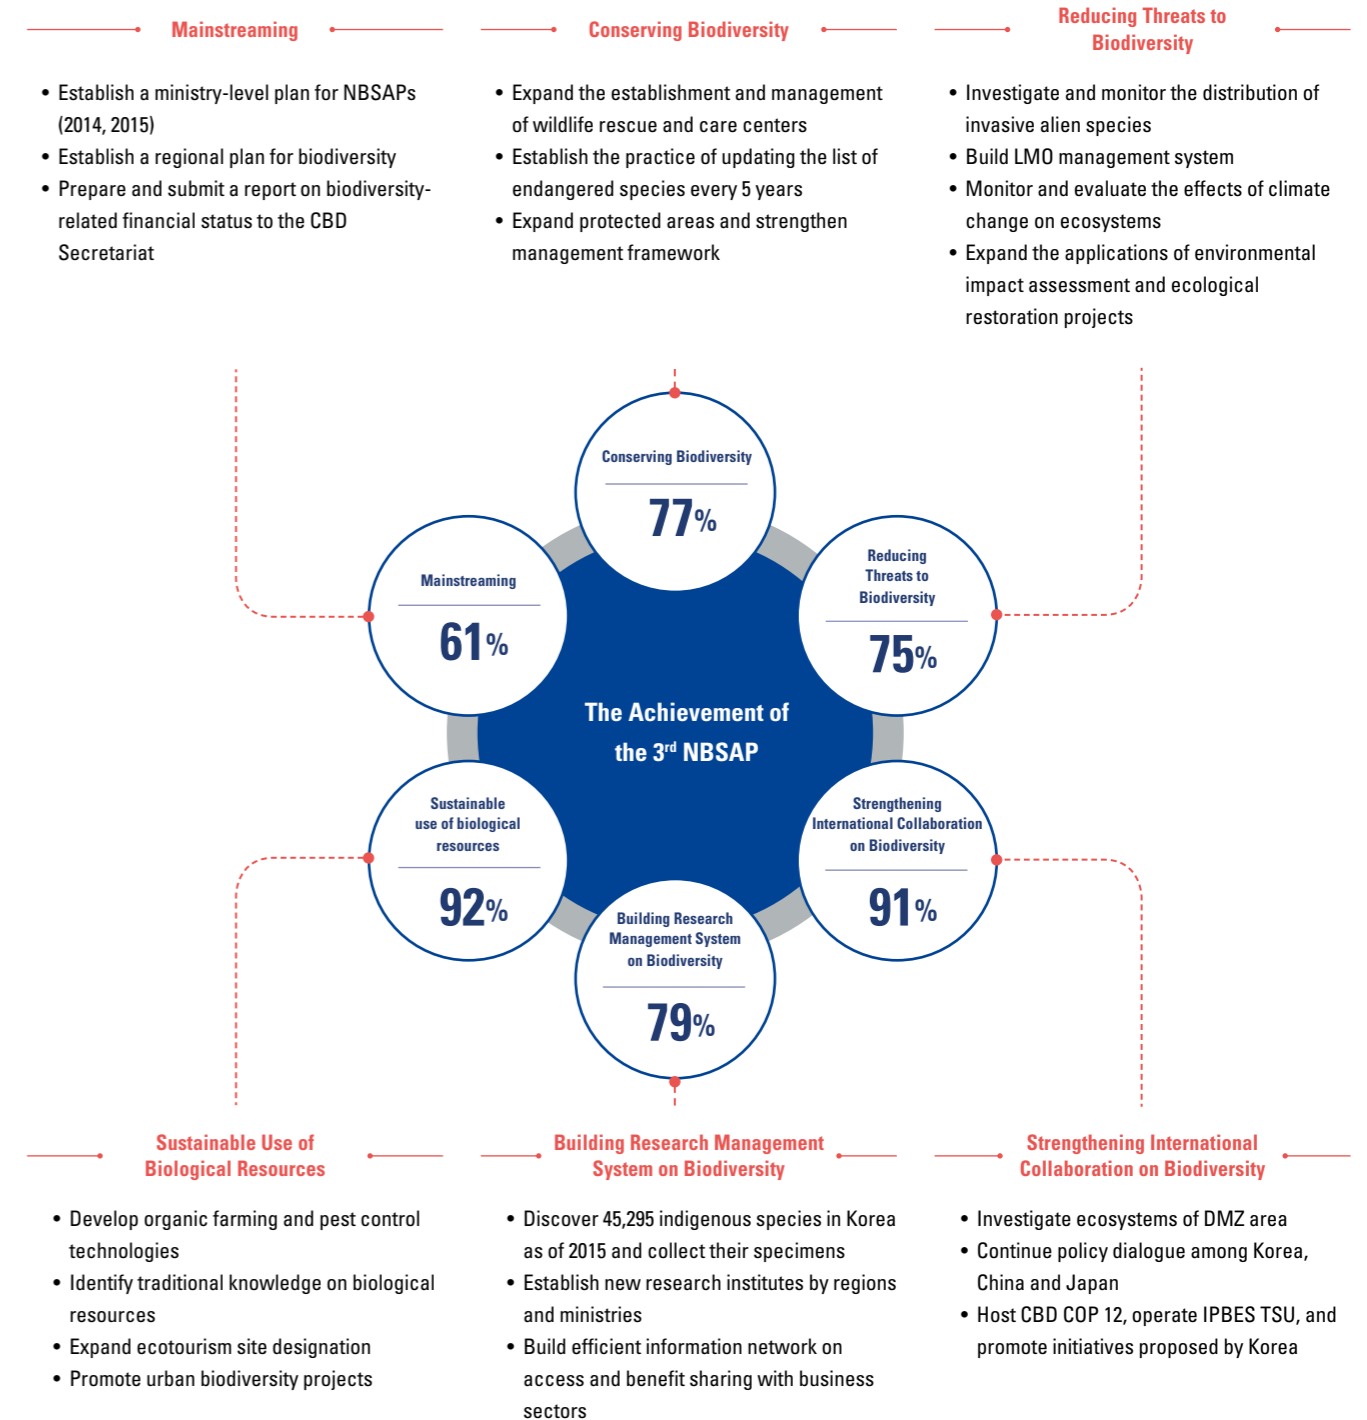 Mainstreaming
• Establish a ministry-level plan for NBSAPs
(2014, 2015)
• Establish a regional plan for biodiversity
• Prepare and submit a report on biodiversity-
related financial status to the CBD
Secretariat
Conserving Biodiversity
• Expand the establishment and management
of wildlife rescue and care centers
• Establish the practice of updating the list of
endangered species every 5 years
• Expand protected areas and strengthen
management framework
Reducing Threats to
Biodiversity
• Investigate and monitor the distribution of
invasive alien species
• Build LMO management system
• Monitor and evaluate the effects of climate
change on ecosystems
• Expand the applications of environmental
impact assessment and ecological
restoration projects
Conserving Biodiversity
77%
Mainstreaming
61%
Reducing
Threats to
Biodiversity
75%
The Achievement of
the 3rd NBSAP
Sustainable
use of biological
resources
92%
Strengthening
International Collaboration
on Biodiversity
91%
Building Research
Management System
on Biodiversity
79%
Sustainable Use of
Biological Resources
• Develop organic farming and pest control
technologies
• Identify traditional knowledge on biological
resources
• Expand ecotourism site designation
• Promote urban biodiversity projects
Building Research Management
System on Biodiversity
• Discover 45,295 indigenous species in Korea
as of 2015 and collect their specimens
• Establish new research institutes by regions
and ministries
• Build efficient information network on
access and benefit sharing with business
sectors
Strengthening International
Collaboration on Biodiversity
• Investigate ecosystems of DMZ area
• Continue policy dialogue among Korea,
China and Japan
• Host CBD COP 12, operate IPBES TSU, and
promote initiatives proposed by Korea